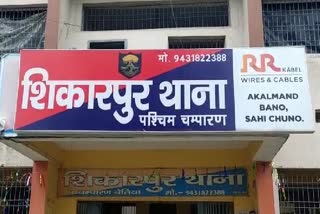 मो. 9431822388
शिकारपुर थाना
पश्चिम चम्पारण
RR
KABEL
WIRES & CABLES
AKALMAND
BANO,
SAHI CHUNO.
शिकारपुर थाना
मो.- 9431822388